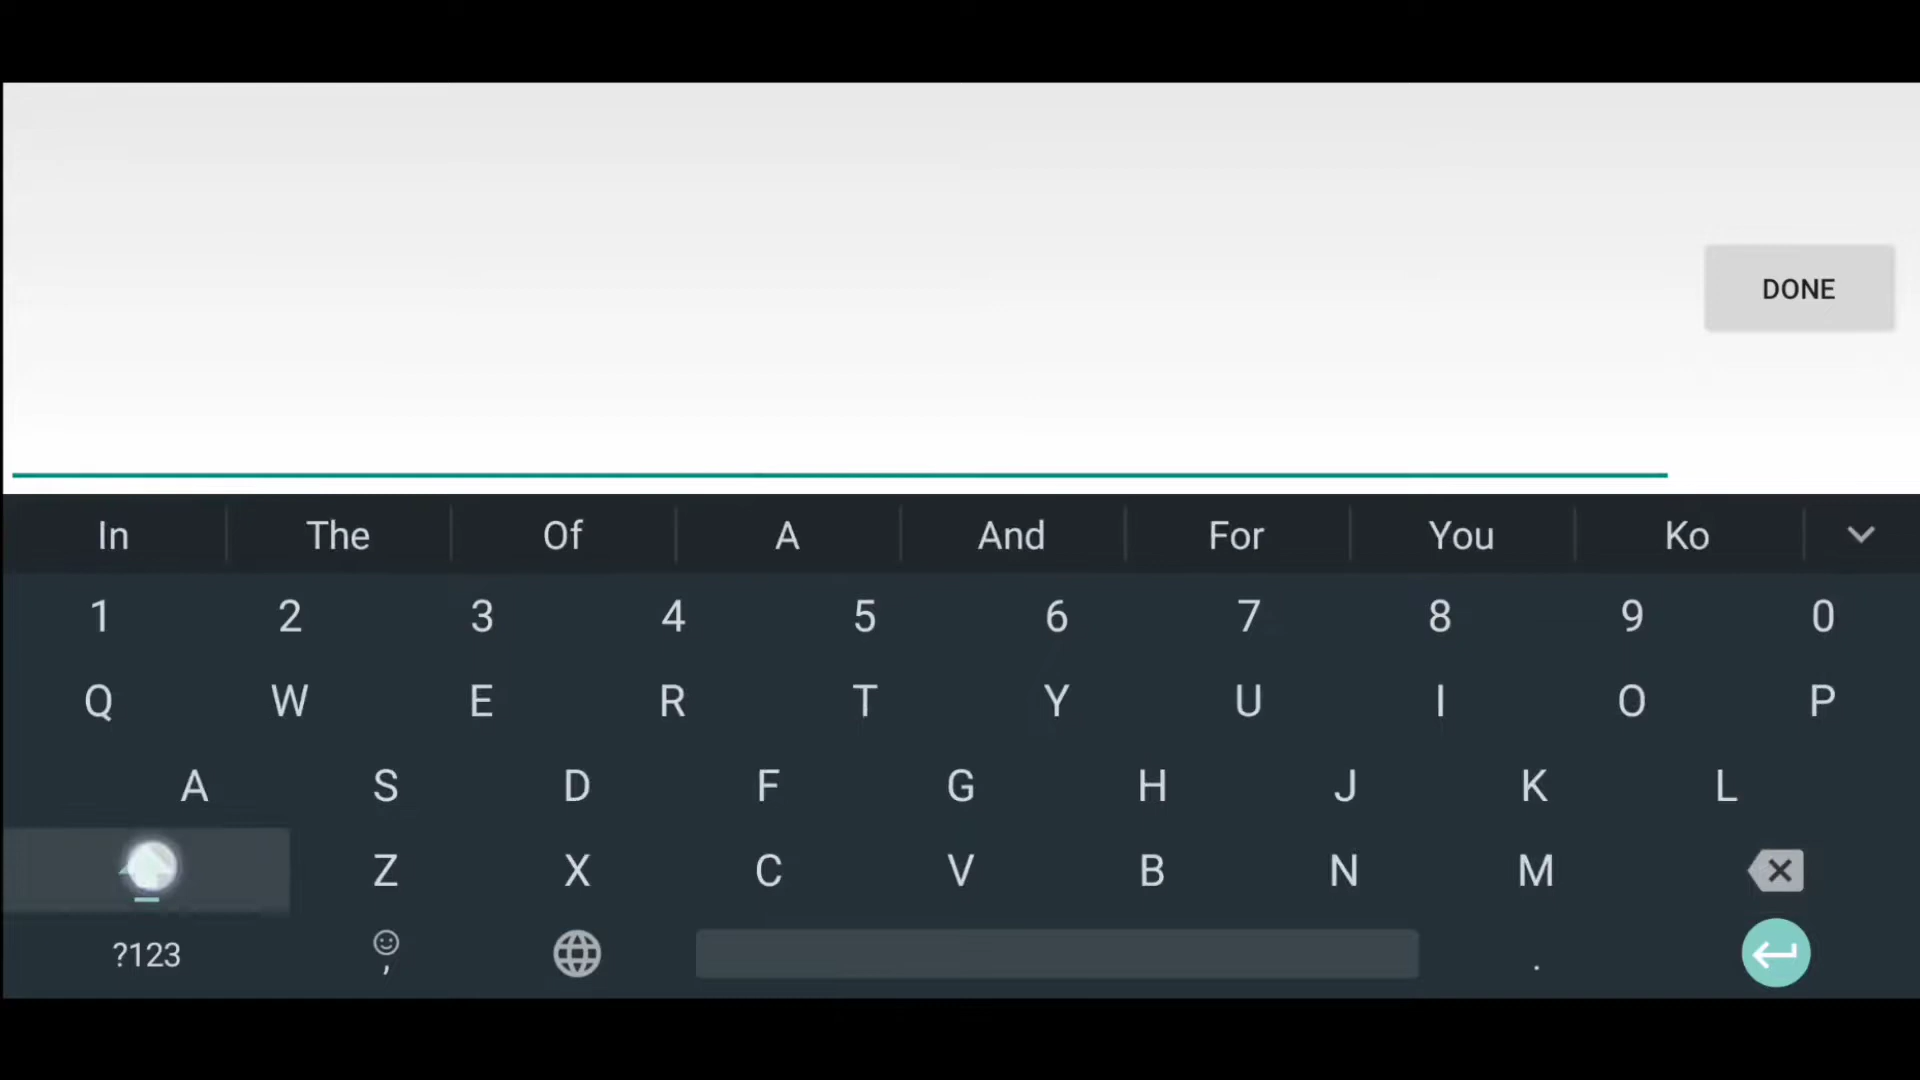 DONE
In The Of A And For You Ko
1 2 3 4 5 6 7 8 9 0
Q W E R T Y U I O P
A S D F G H J K L
Z X C V B N M
?123 , .